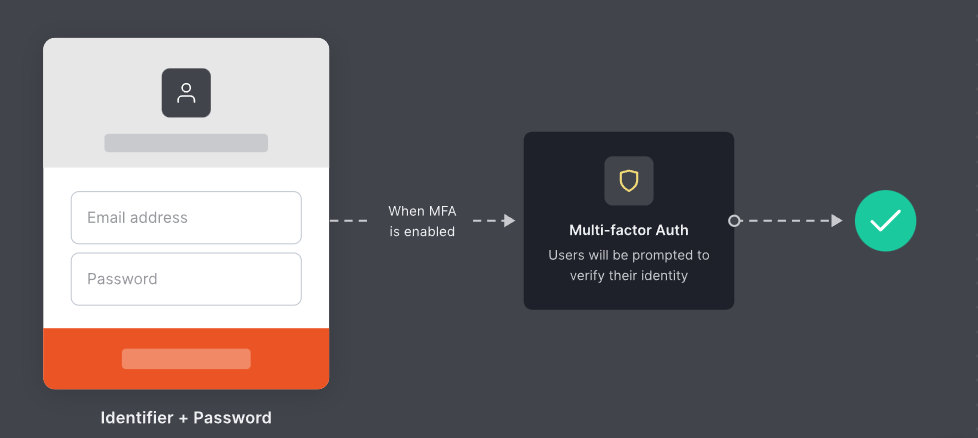 Email address
Password
Identifier + Password
When MFA
is enabled
Multi-factor Auth
Users will be prompted to
verify their identity